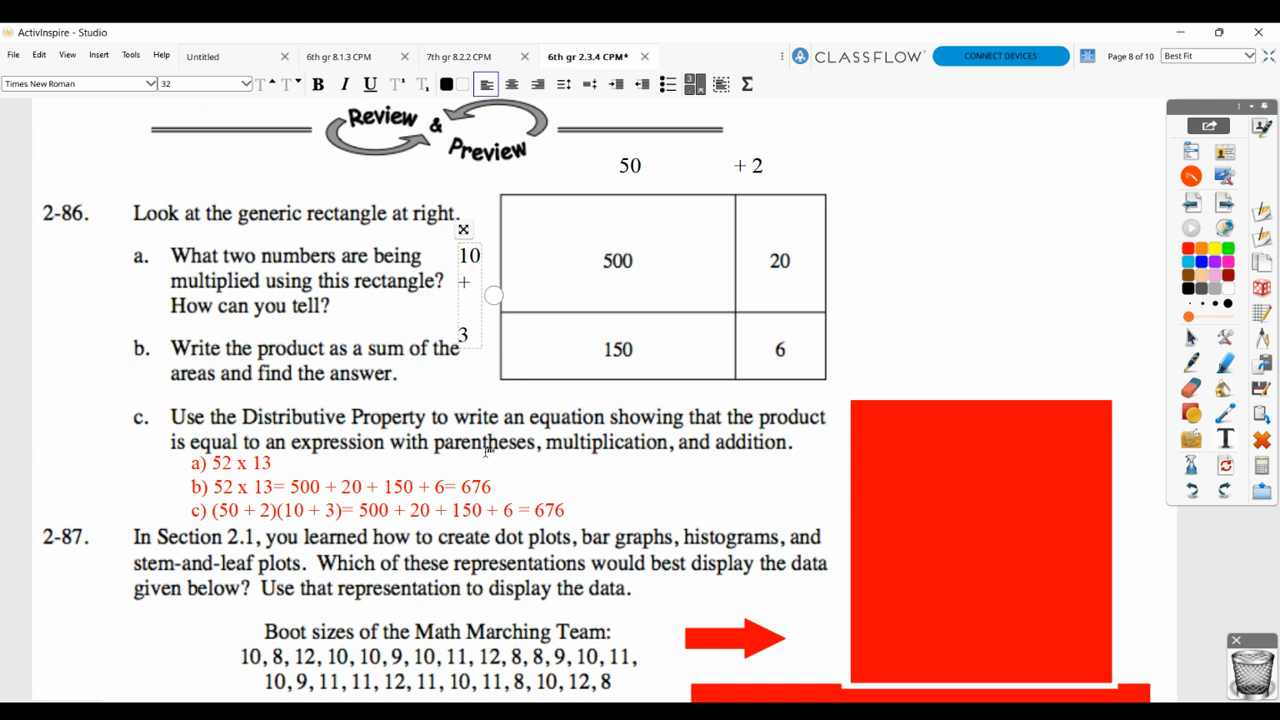 ActivInspire - Studio
File Edit View Insert Tools Help
Untitled
6th gr 8.1.3 CPM
7th gr 8.2.2 CPM
6th gr 2.3.4 CPM*
CLASSFLOW
CONNECT DEVICES
Page 8 of 10
Best Fit
Times New Roman
32
Review &
Preview
50 + 2
2-86. Look at the generic rectangle at right.
a. What two numbers are being
multiplied using this rectangle?
How can you tell?
10
+
3
500 20
150 6
b. Write the product as a sum of the
areas and find the answer.
c. Use the Distributive Property to write an equation showing that the product
is equal to an expression with parentheses, multiplication, and addition.
a) 52 x 13
b) 52 x 13= 500 + 20 + 150 + 6= 676
c) (50 + 2)(10 + 3)= 500 + 20 + 150 + 6 = 676
2-87. In Section 2.1, you learned how to create dot plots, bar graphs, histograms, and
stem-and-leaf plots. Which of these representations would best display the data
given below? Use that representation to display the data.
Boot sizes of the Math Marching Team:
10, 8, 12, 10, 10, 9, 10, 11, 12, 8, 8, 9, 10, 11,
10, 9, 11, 11, 12, 11, 10, 11, 8, 10, 12, 8